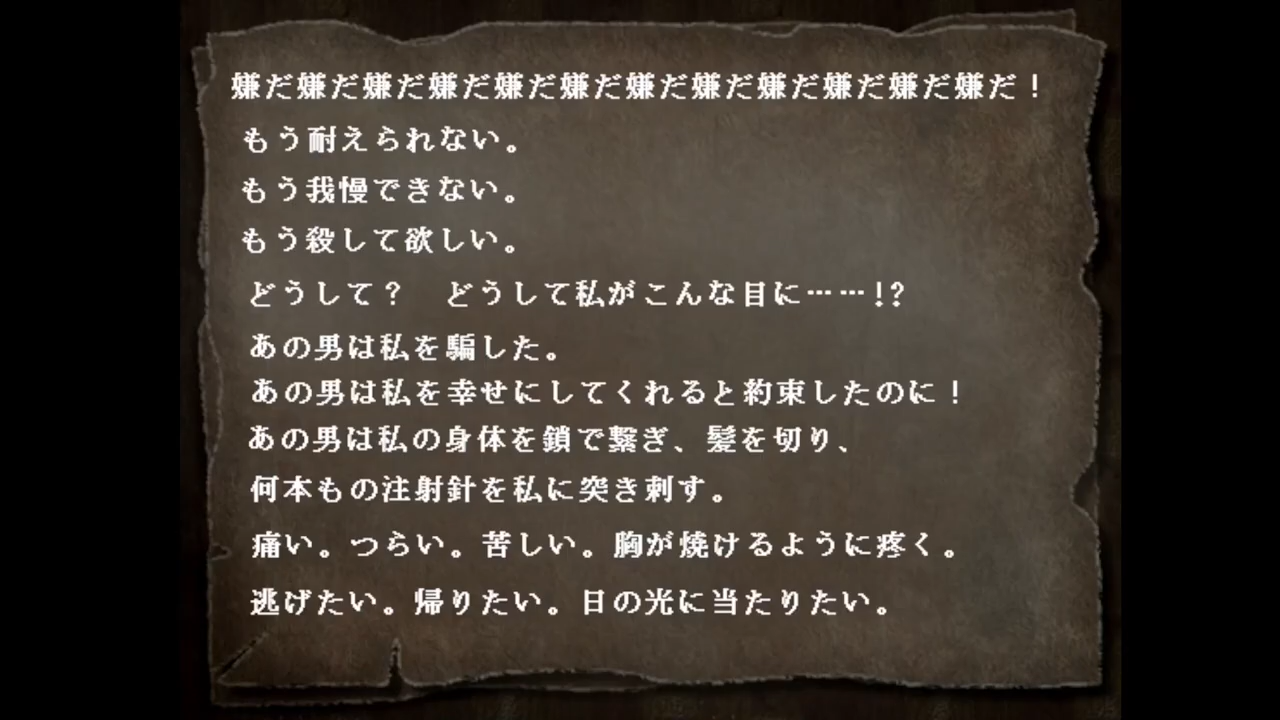 嫌だ嫌だ嫌だ嫌だ嫌だ嫌だ嫌だ嫌だ嫌だ嫌だ嫌だ嫌だ！
もう耐えられない。
もう我慢できない。
もう殺して欲しい。
どうして？　どうして私がこんな目に……!?
あの男は私を騙した。
あの男は私を幸せにしてくれると約束したのに！
あの男は私の身体を鎖で繋ぎ、髪を切り、
何本もの注射針を私に突き刺す。
痛い。つらい。苦しい。胸が焼けるように疼く。
逃げたい。帰りたい。日の光に当たりたい。